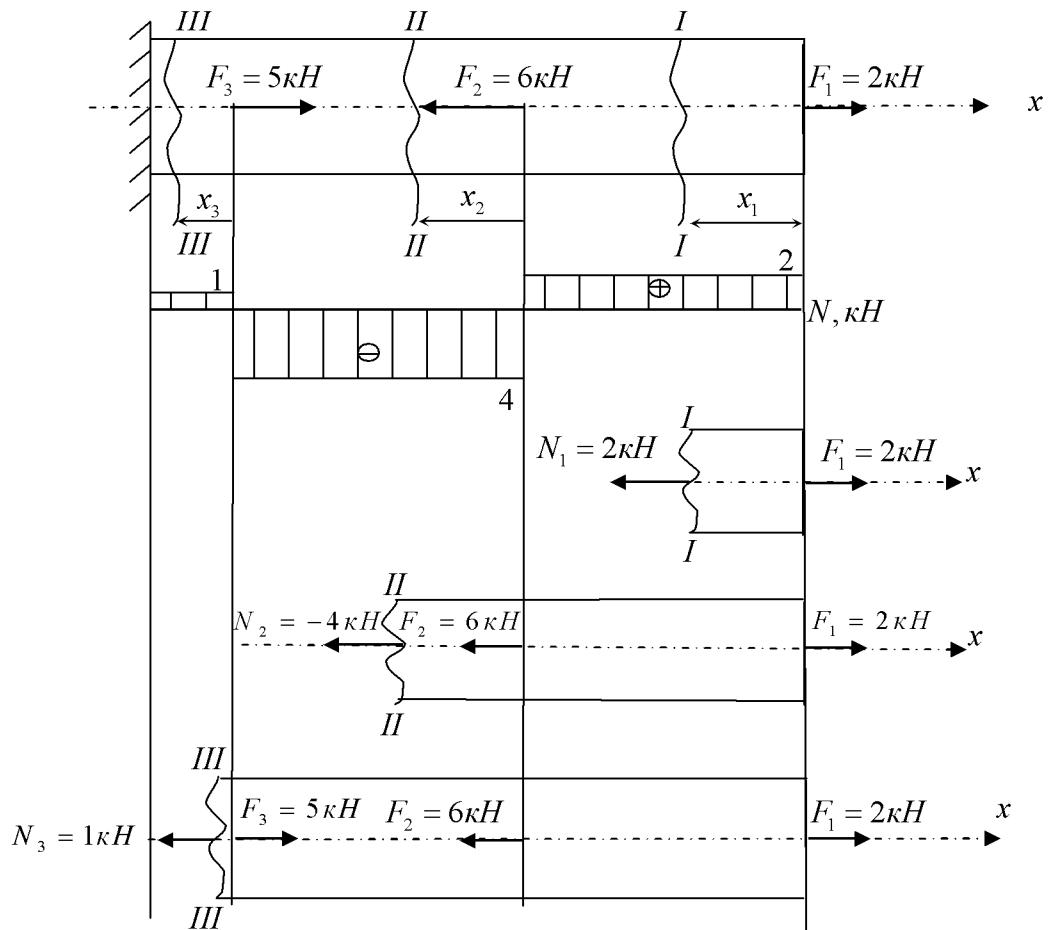 III II I
F₃ = 5кН F₂ = 6кН F₁ = 2кН x
x₃ x₂ x₁
III II I
1 2
N, кН
4
I
N₁ = 2кН F₁ = 2кН x
I
II
N₂ = −4кН F₂ = 6кН F₁ = 2кН x
II
III
N₃ = 1кН F₃ = 5кН F₂ = 6кН F₁ = 2кН x
III